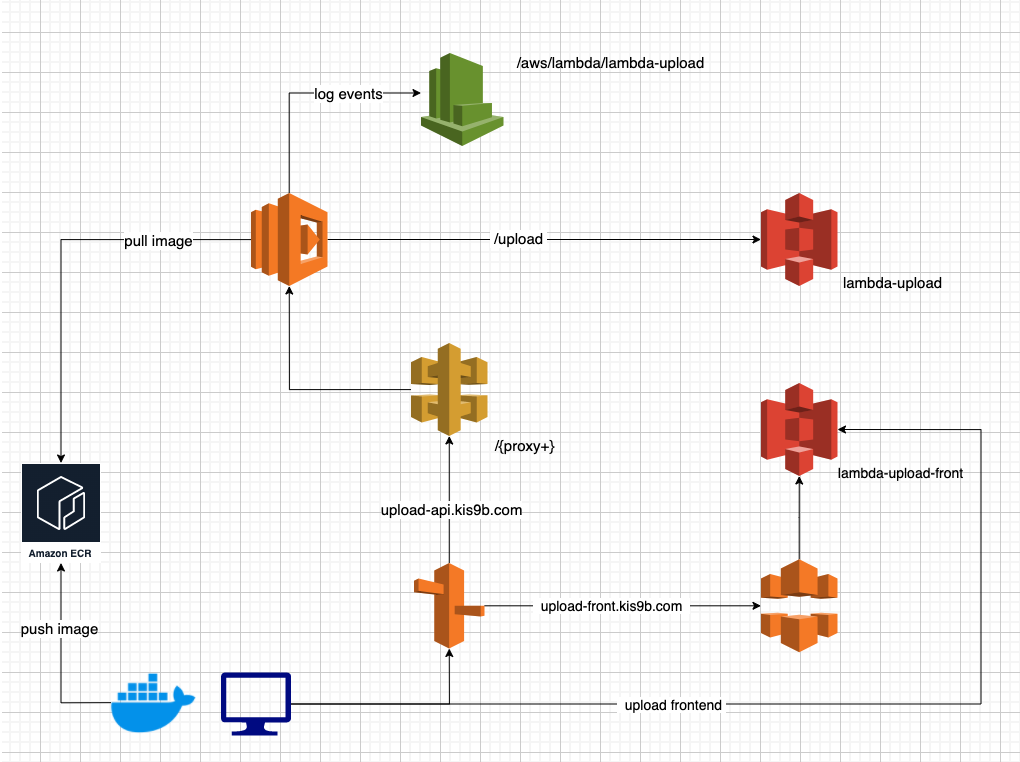 /aws/lambda/lambda-upload
log events
pull image
/upload
lambda-upload
/{proxy+}
lambda-upload-front
upload-api.kis9b.com
Amazon ECR
upload-front.kis9b.com
push image
upload frontend